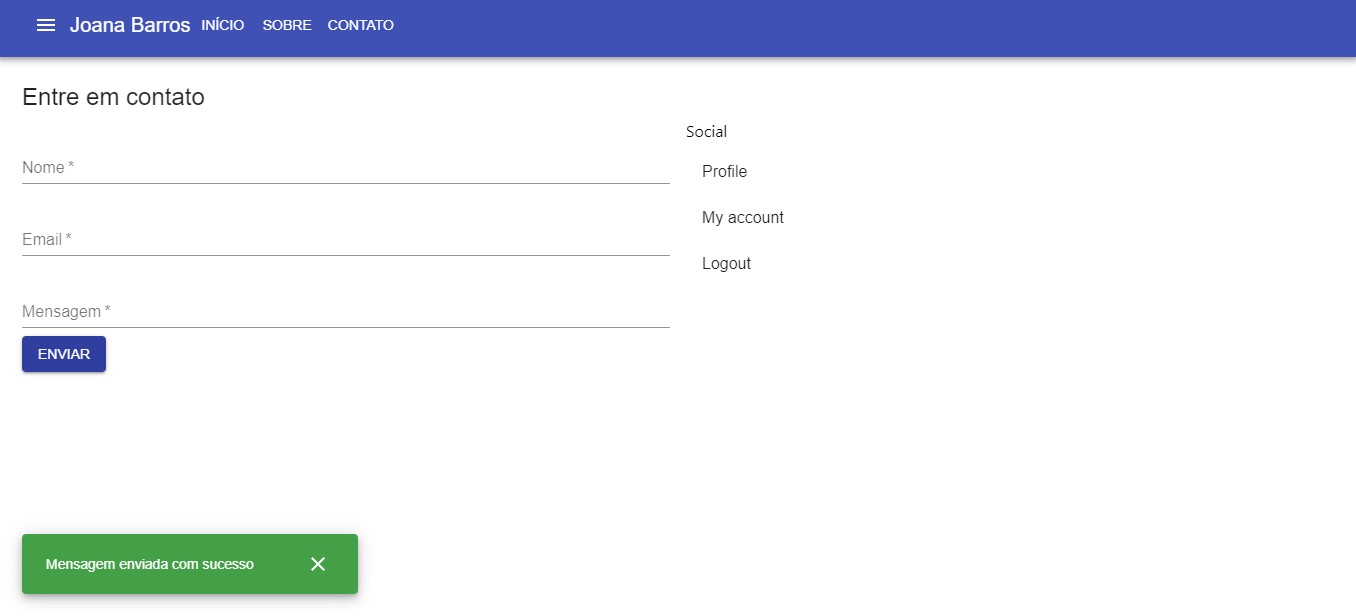 Joana Barros INÍCIO SOBRE CONTATO
Entre em contato
Social
Nome *
Profile
Email *
My account
Logout
Mensagem *
ENVIAR
Mensagem enviada com sucesso